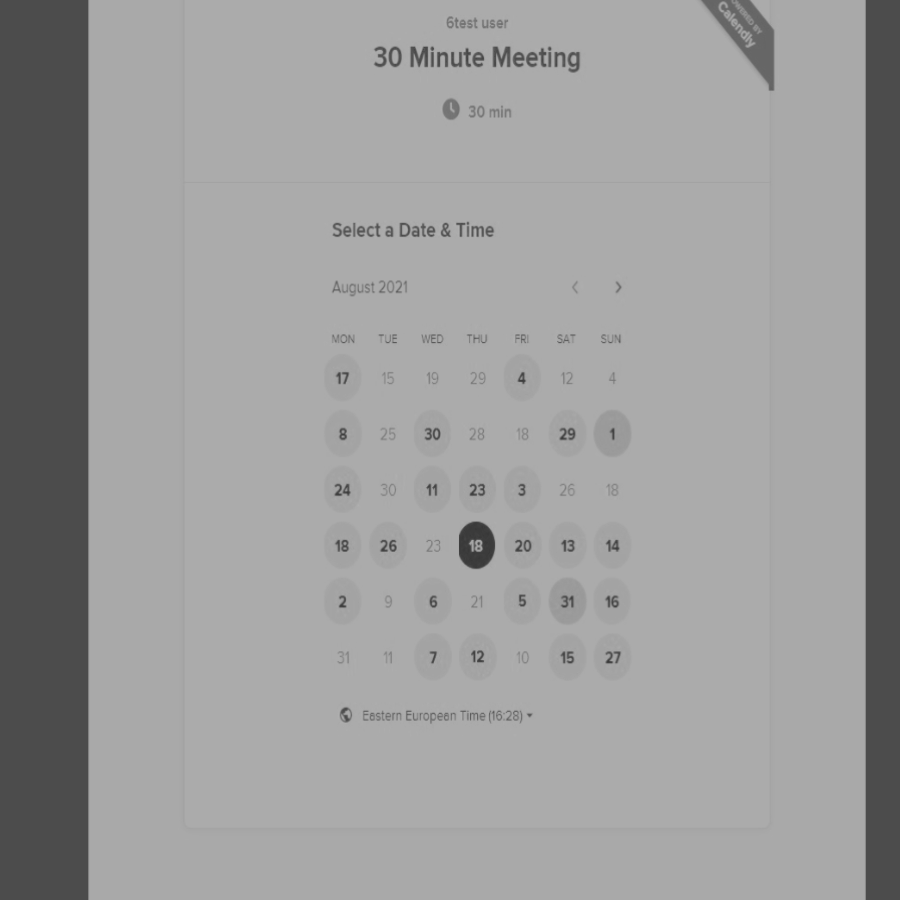 POWERED BY
Calendly
6test user
30 Minute Meeting
30 min
Select a Date & Time
August 2021
MON TUE WED THU FRI SAT SUN
17 15 19 29 4 12 4
8 25 30 28 18 29 1
24 30 11 23 3 26 18
18 26 23 18 20 13 14
2 9 6 21 5 31 16
31 11 7 12 10 15 27
Eastern European Time (16:28)